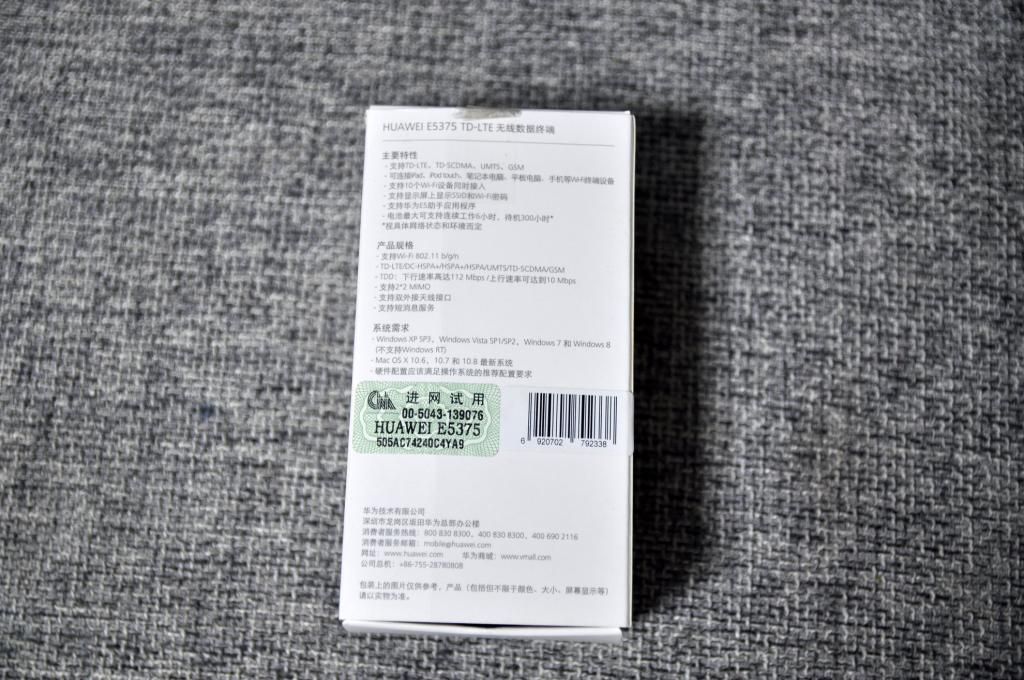 HUAWEI E5375 TD-LTE 无线数据终端
主要特性
- 支持TD-LTE、TD-SCDMA、UMTS、GSM
- 可连接iPad、iPod touch、笔记本电脑、平板电脑、手机等Wi-Fi终端设备
- 支持10个Wi-Fi设备同时接入
- 支持显示屏上显示SSID和Wi-Fi密码
- 支持华为E5助手应用程序
- 电池最大可支持连续工作6小时，待机300小时*
*视具体网络状态和环境而定
产品规格
- 支持Wi-Fi 802.11 b/g/n
- TD-LTE/DC-HSPA+/HSPA+/HSPA/UMTS/TD-SCDMA/GSM
- TDD：下行速率高达112 Mbps /上行速率可达到10 Mbps
- 支持2*2 MIMO
- 支持双外接天线接口
- 支持短消息服务
系统需求
- Windows XP SP3、Windows Vista SP1/SP2、Windows 7 和 Windows 8
(不支持Windows RT)
- Mac OS X 10.6、10.7 和 10.8 最新系统
- 硬件配置应该满足操作系统的推荐配置要求
进网试用
00-5043-139076
HUAWEI E5375
505AC74240C4YA9
6 920702 792338
华为技术有限公司
深圳市龙岗区坂田华为总部办公楼
消费者服务热线：800 830 8300、400 830 8300、400 690 2116
消费者服务邮箱：mobile@huawei.com
网址：www.huawei.com 华为商城：www.vmall.com
公司总机：+86-755-28780808
包装上的图片仅供参考，产品（包括但不限于颜色、大小、屏幕显示等）
请以实物为准。